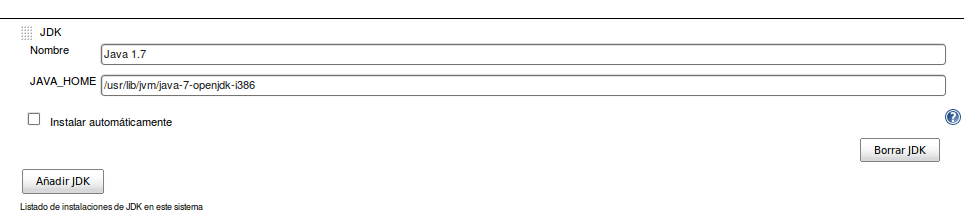 JDK
Nombre
Java 1.7
JAVA_HOME
/usr/lib/jvm/java-7-openjdk-i386
Instalar automáticamente
?
Borrar JDK
Añadir JDK
Listado de instalaciones de JDK en este sistema